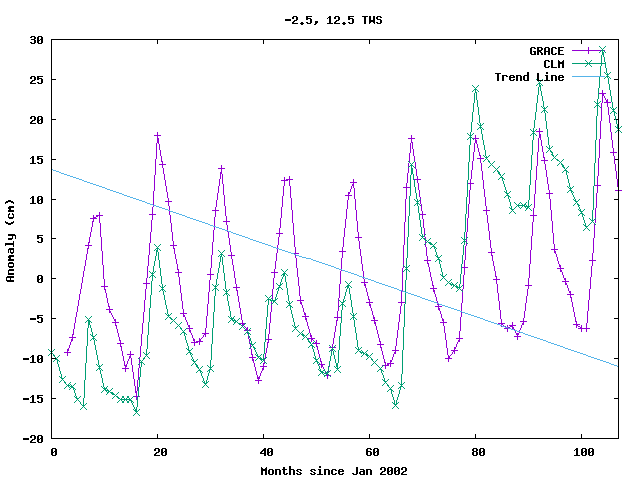 -2.5, 12.5 TWS
GRACE
CLM
Trend Line
30
25
20
15
10
5
0
-5
-10
-15
-20
Anomaly (cm)
0 20 40 60 80 100
Months since Jan 2002